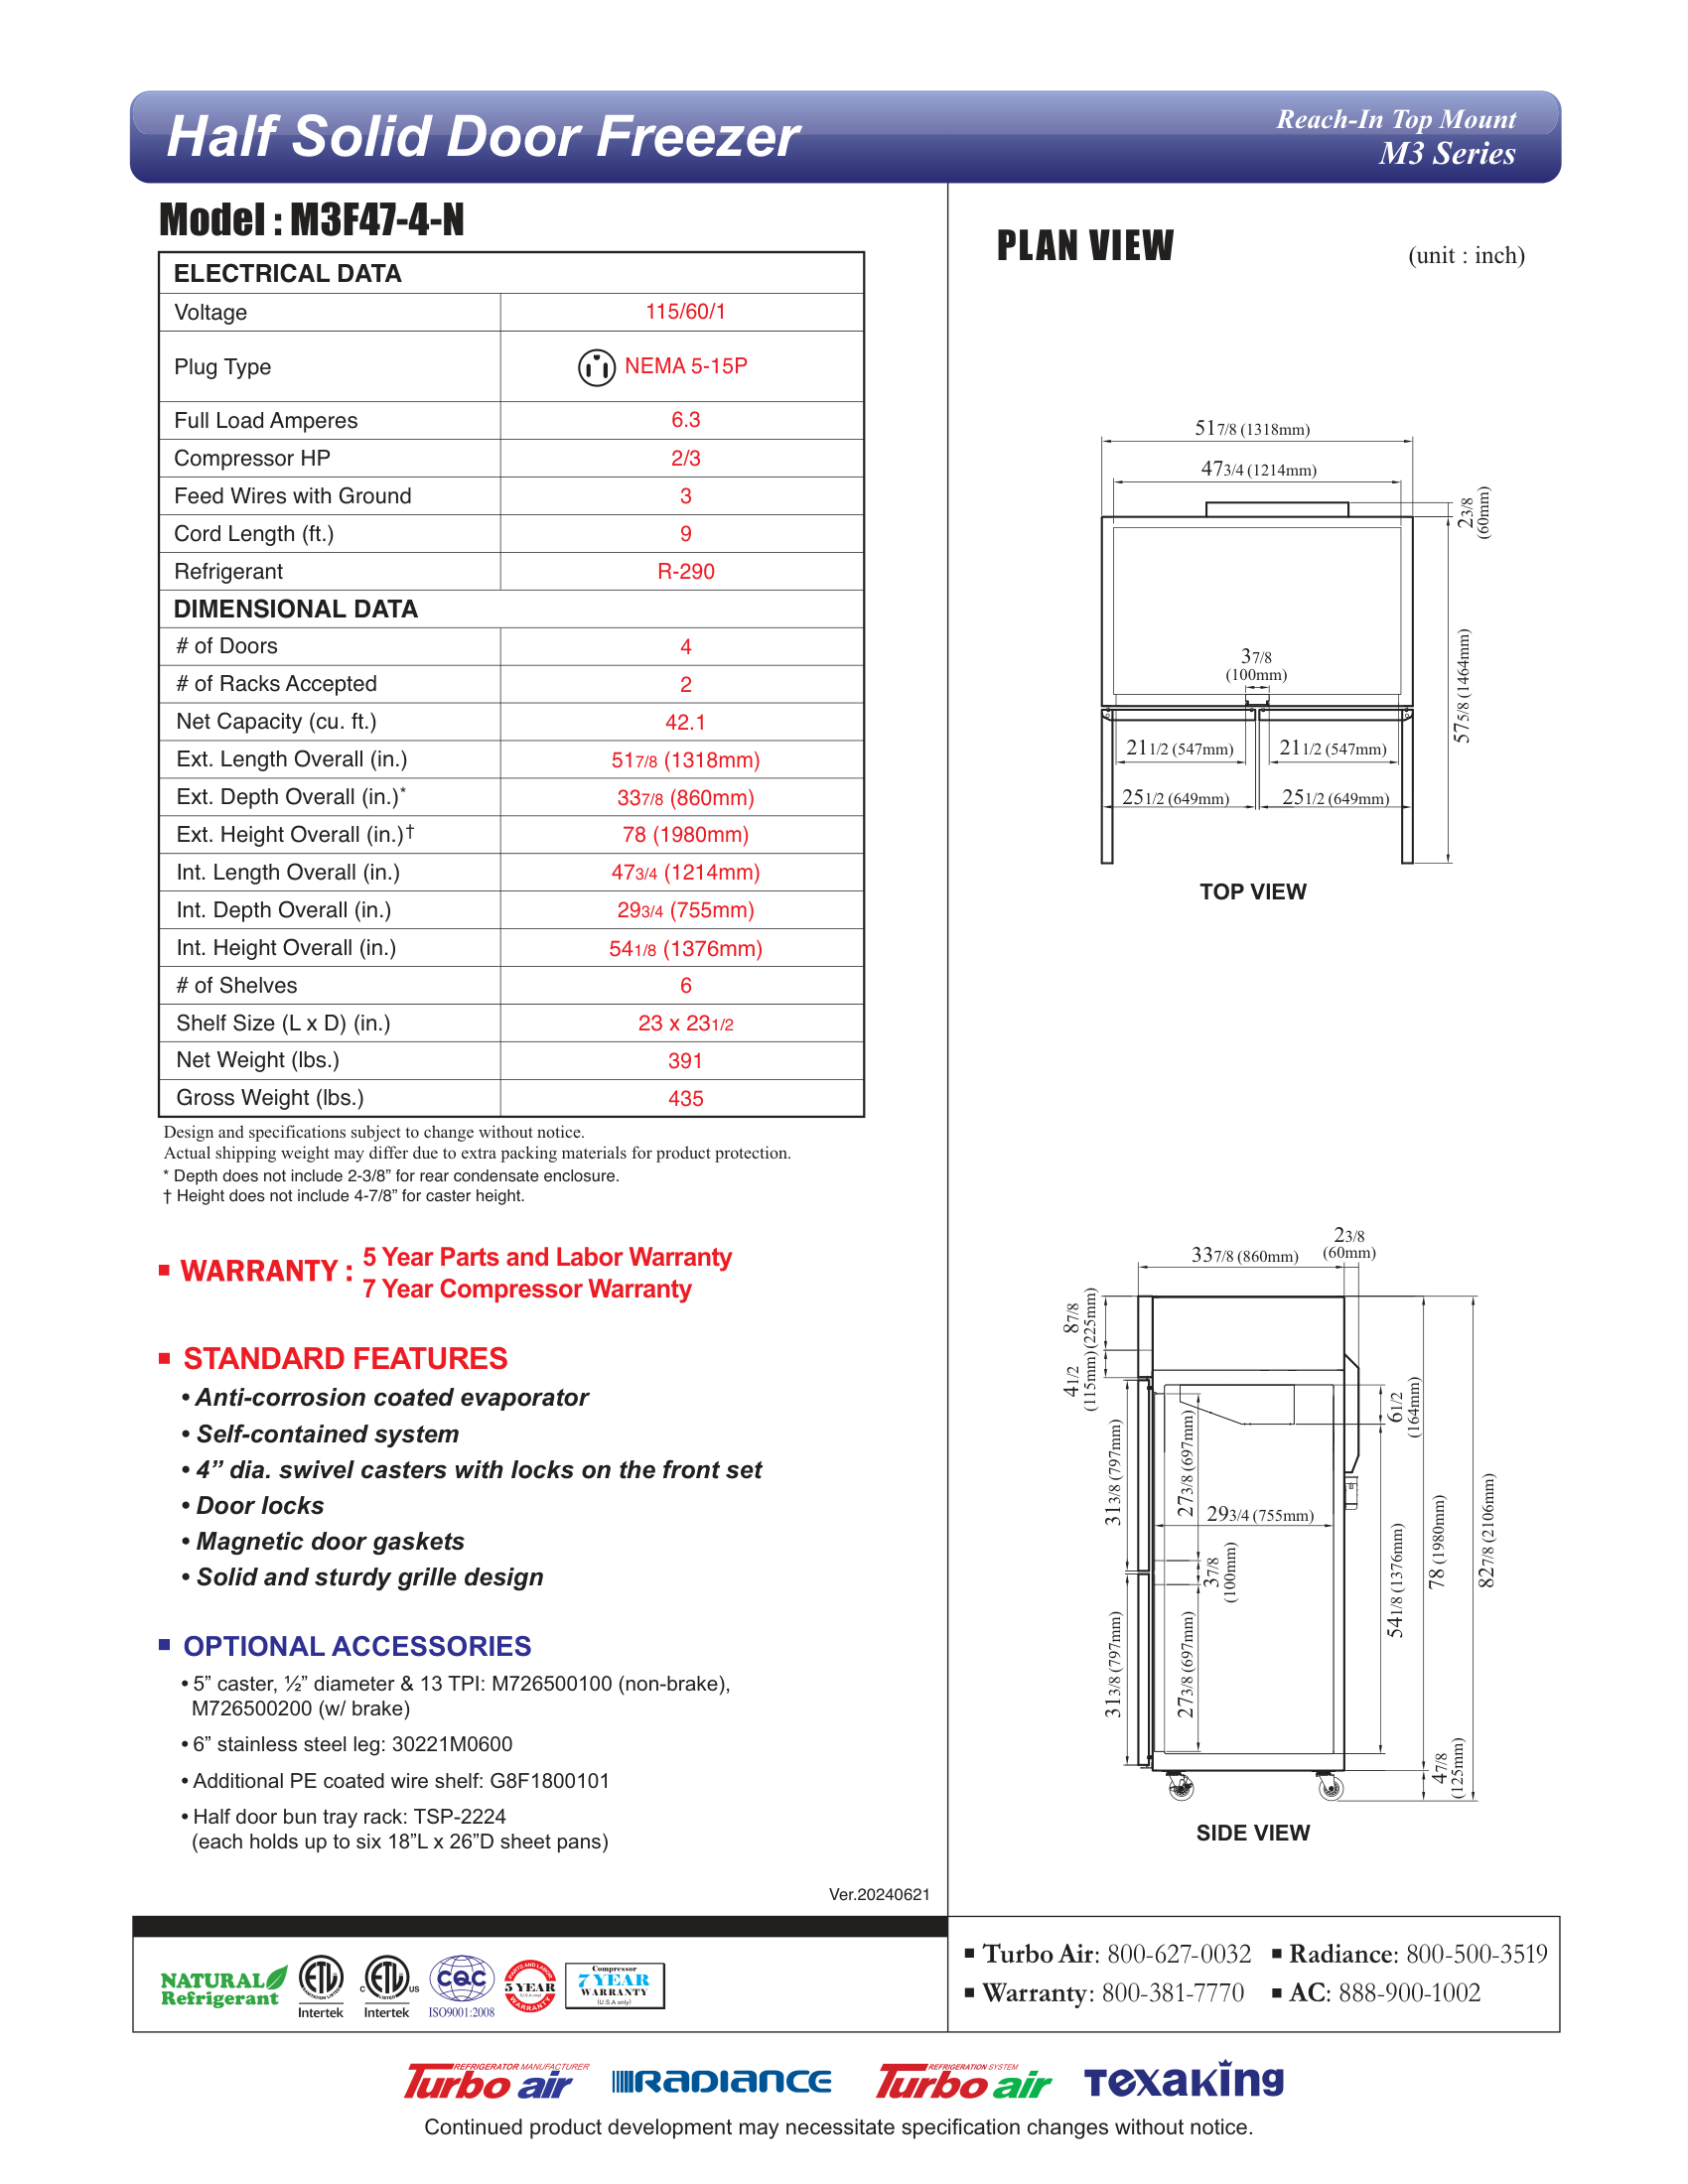 Half Solid Door Freezer
Reach-In Top Mount
M3 Series
Model : M3F47-4-N
ELECTRICAL DATA
Voltage 115/60/1
Plug Type NEMA 5-15P
Full Load Amperes 6.3
Compressor HP 2/3
Feed Wires with Ground 3
Cord Length (ft.) 9
Refrigerant R-290
DIMENSIONAL DATA
# of Doors 4
# of Racks Accepted 2
Net Capacity (cu. ft.) 42.1
Ext. Length Overall (in.) 51 7/8 (1318mm)
Ext. Depth Overall (in.)* 33 7/8 (860mm)
Ext. Height Overall (in.)† 78 (1980mm)
Int. Length Overall (in.) 47 3/4 (1214mm)
Int. Depth Overall (in.) 29 3/4 (755mm)
Int. Height Overall (in.) 54 1/8 (1376mm)
# of Shelves 6
Shelf Size (L x D) (in.) 23 x 23 1/2
Net Weight (lbs.) 391
Gross Weight (lbs.) 435
Design and specifications subject to change without notice.
Actual shipping weight may differ due to extra packing materials for product protection.
* Depth does not include 2-3/8” for rear condensate enclosure.
† Height does not include 4-7/8” for caster height.
WARRANTY : 5 Year Parts and Labor Warranty
7 Year Compressor Warranty
STANDARD FEATURES
• Anti-corrosion coated evaporator
• Self-contained system
• 4” dia. swivel casters with locks on the front set
• Door locks
• Magnetic door gaskets
• Solid and sturdy grille design
OPTIONAL ACCESSORIES
• 5” caster, ½” diameter & 13 TPI: M726500100 (non-brake),
M726500200 (w/ brake)
• 6” stainless steel leg: 30221M0600
• Additional PE coated wire shelf: G8F1800101
• Half door bun tray rack: TSP-2224
(each holds up to six 18”L x 26”D sheet pans)
Ver.20240621
PLAN VIEW
(unit : inch)
51 7/8 (1318mm)
47 3/4 (1214mm)
2 3/8
(60mm)
3 7/8
(100mm)
57 5/8 (1464mm)
21 1/2 (547mm)
21 1/2 (547mm)
25 1/2 (649mm)
25 1/2 (649mm)
TOP VIEW
33 7/8 (860mm)
2 3/8
(60mm)
8 7/8
(225mm)
4 1/2
(115mm)
6 1/2
(164mm)
31 3/8 (797mm)
27 3/8 (697mm)
29 3/4 (755mm)
3 7/8
(100mm)
54 1/8 (1376mm)
78 (1980mm)
82 7/8 (2106mm)
31 3/8 (797mm)
27 3/8 (697mm)
4 7/8
(125mm)
SIDE VIEW
NATURAL
Refrigerant
ETL
Intertek
C ETL US
Intertek
CQC
ISO9001:2008
PARTS AND LABOR
5 YEAR
WARRANTY
Compressor
7 YEAR
WARRANTY
(U.S.A only)
Turbo Air: 800-627-0032
Radiance: 800-500-3519
Warranty: 800-381-7770
AC: 888-900-1002
REFRIGERATOR MANUFACTURER
Turbo air
RADIANCE
REFRIGERATION SYSTEM
Turbo air
Texaking
Continued product development may necessitate specification changes without notice.